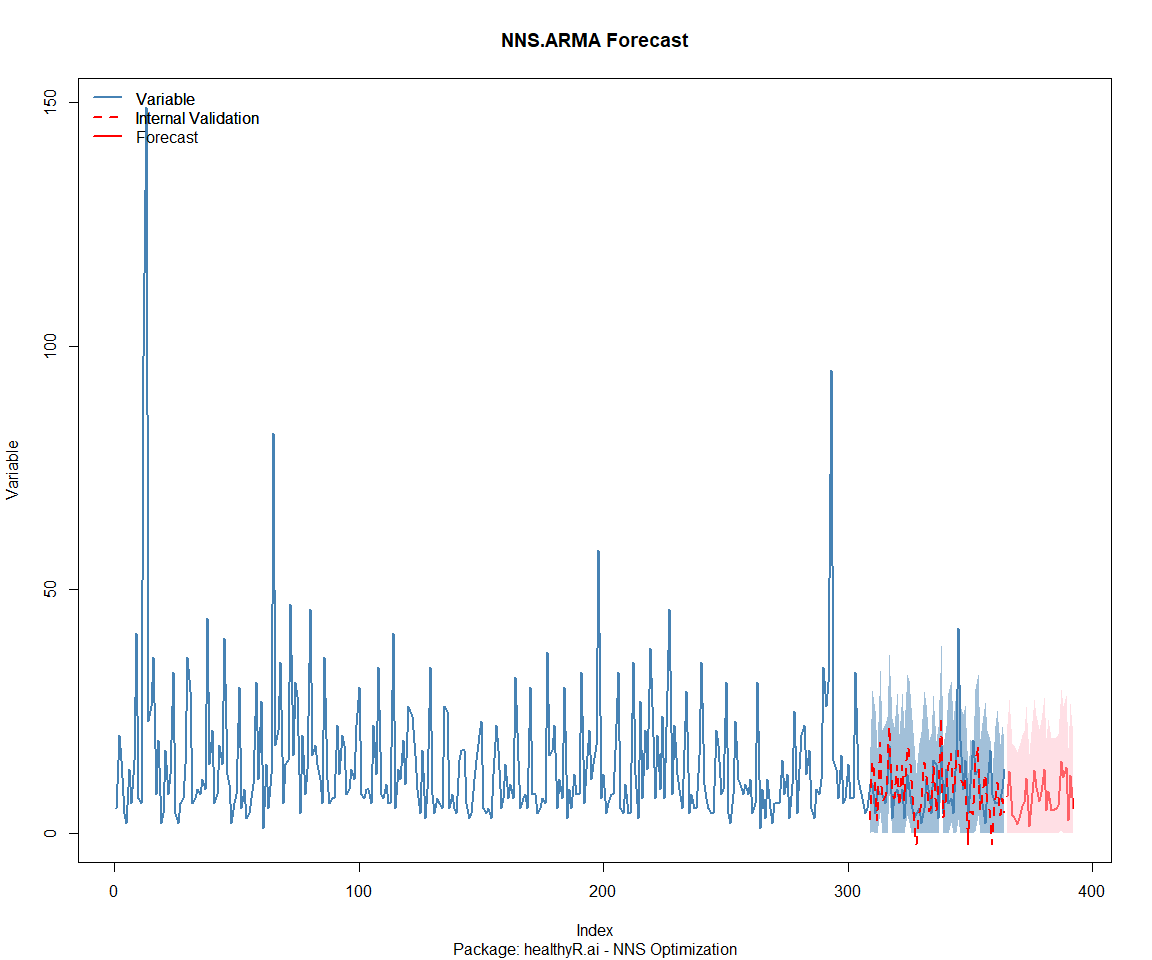 NNS.ARMA Forecast
Variable
Internal Validation
Forecast
150
100
50
0
Variable
0 100 200 300 400
Index
Package: healthyR.ai - NNS Optimization